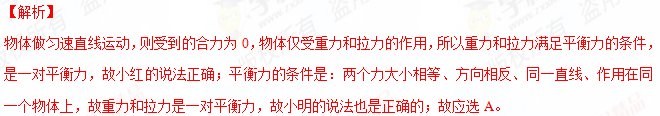 【解析】
物体做匀速直线运动，则受到的合力为 0，物体仅受重力和拉力的作用，所以重力和拉力满足平衡力的条件，
是一对平衡力，故小红的说法正确；平衡力的条件是：两个力大小相等、方向相反、同一直线、作用在同
一个物体上，故重力和拉力是一对平衡力，故小明的说法也是正确的；故应选 A。